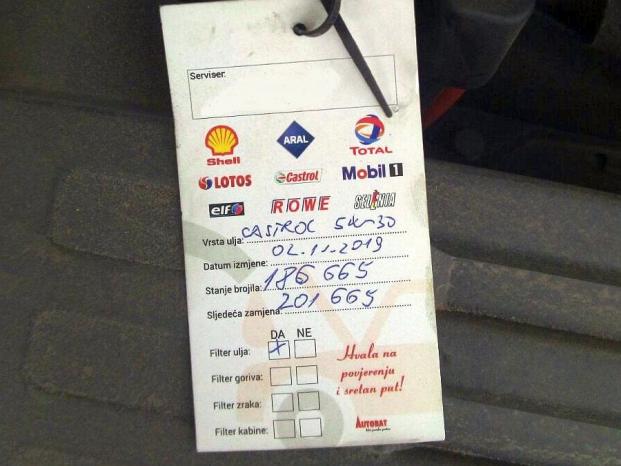 Serviser:
Shell ARAL TOTAL
LOTOS Castrol Mobil 1
elf ROWE SELENIA
Vrsta ulja: CASTROL 5W-30
Datum izmjene: 02.11.2019
Stanje brojila: 186 665
Sljedeća zamjena: 201 665
DA NE
Filter ulja: X
Filter goriva:
Filter zraka:
Filter kabine:
Hvala na
povjerenju
i sretan put!
AUTOBAT